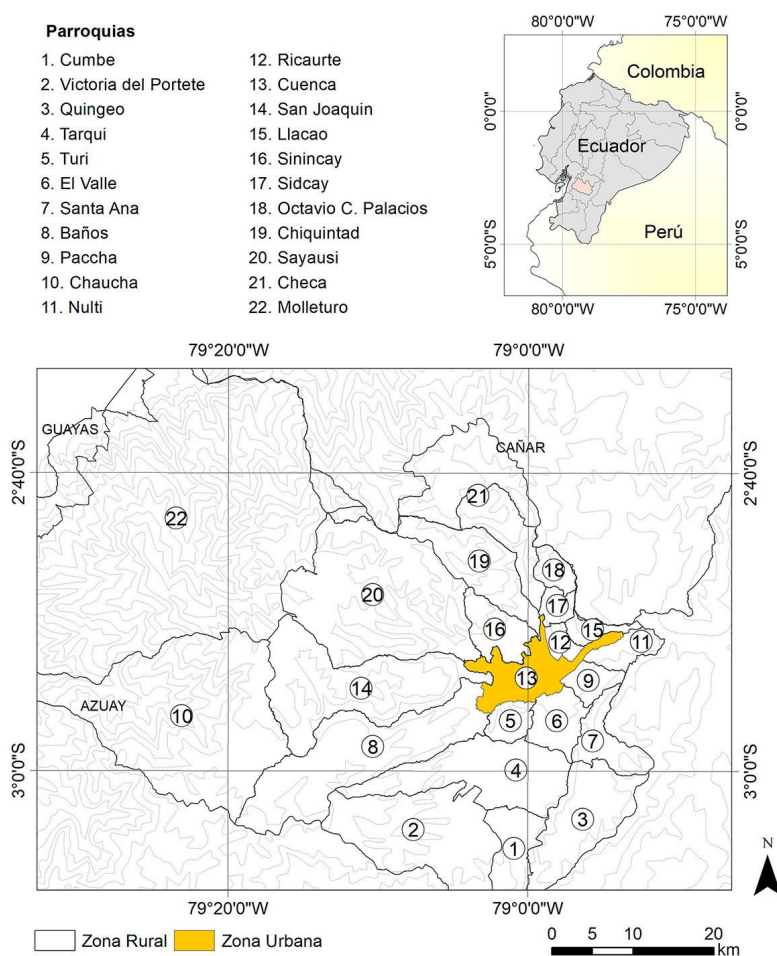 Parroquias
1. Cumbe
2. Victoria del Portete
3. Quingeo
4. Tarqui
5. Turi
6. El Valle
7. Santa Ana
8. Baños
9. Paccha
10. Chaucha
11. Nulti
12. Ricaurte
13. Cuenca
14. San Joaquin
15. Llacao
16. Sinincay
17. Sidcay
18. Octavio C. Palacios
19. Chiquintad
20. Sayausi
21. Checa
22. Molleturo
80°0'0"W 75°0'0"W
Colombia
0°0'0" 0°0'0"
Ecuador
Perú
5°0'0"S 5°0'0"S
80°0'0"W 75°0'0"W
79°20'0"W 79°0'0"W
GUAYAS
CAÑAR
2°40'0"S 2°40'0"S
21
22
19
18
20
17
16
12
15
11
13
9
14
AZUAY
10
5
6
8
7
4
3°0'0"S 3°0'0"S
3
2
1
N
79°20'0"W 79°0'0"W
Zona Rural Zona Urbana
0 5 10 20
km